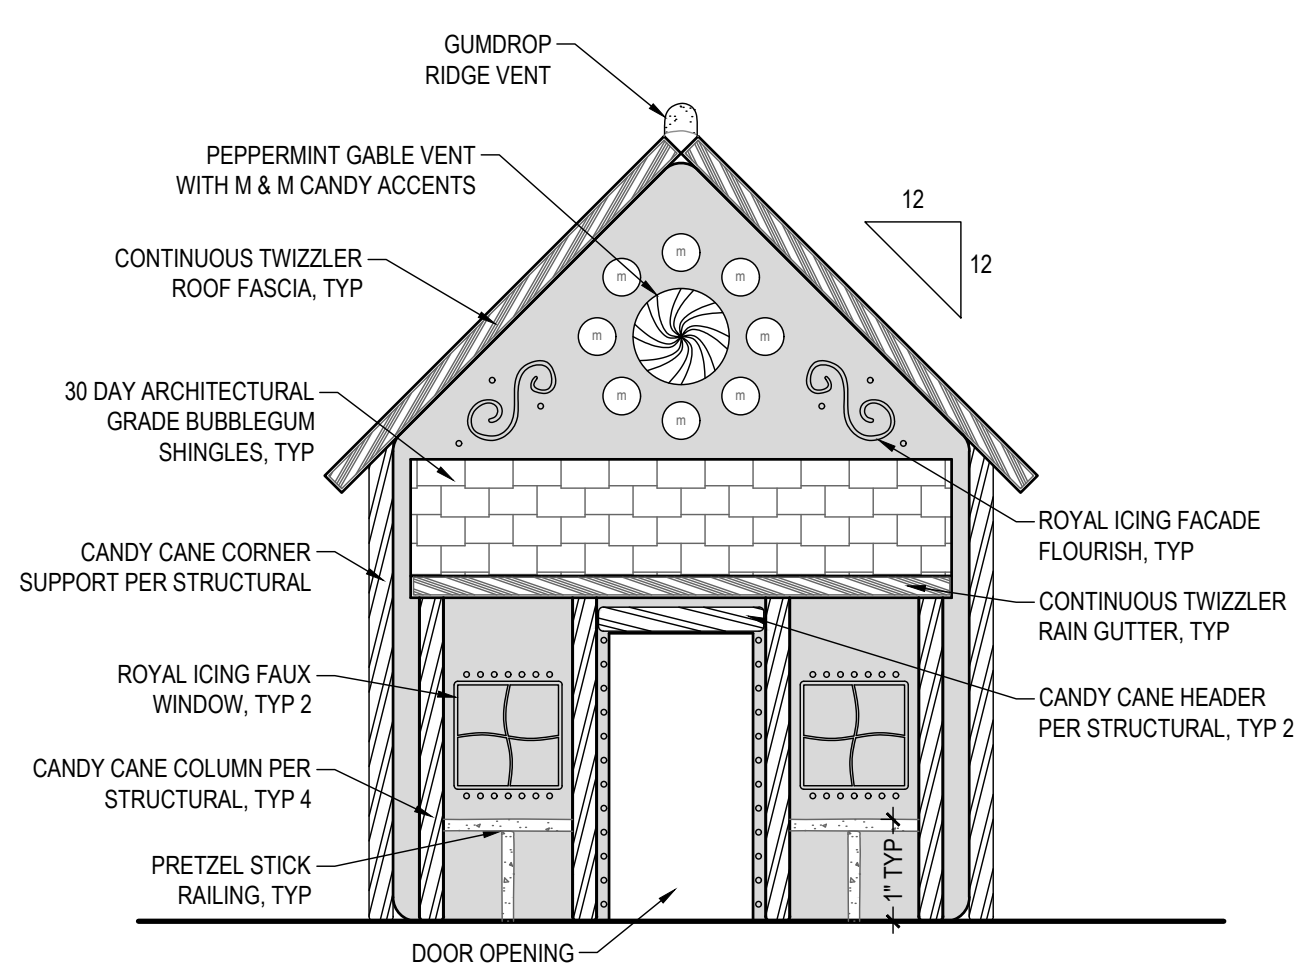 GUMDROP
RIDGE VENT
PEPPERMINT GABLE VENT
WITH M & M CANDY ACCENTS
12
12
CONTINUOUS TWIZZLER
ROOF FASCIA, TYP
m
m
m
m
m
m
m
m
30 DAY ARCHITECTURAL
GRADE BUBBLEGUM
SHINGLES, TYP
ROYAL ICING FACADE
FLOURISH, TYP
CANDY CANE CORNER
SUPPORT PER STRUCTURAL
CONTINUOUS TWIZZLER
RAIN GUTTER, TYP
ROYAL ICING FAUX
WINDOW, TYP 2
CANDY CANE HEADER
PER STRUCTURAL, TYP 2
CANDY CANE COLUMN PER
STRUCTURAL, TYP 4
PRETZEL STICK
RAILING, TYP
1" TYP
DOOR OPENING